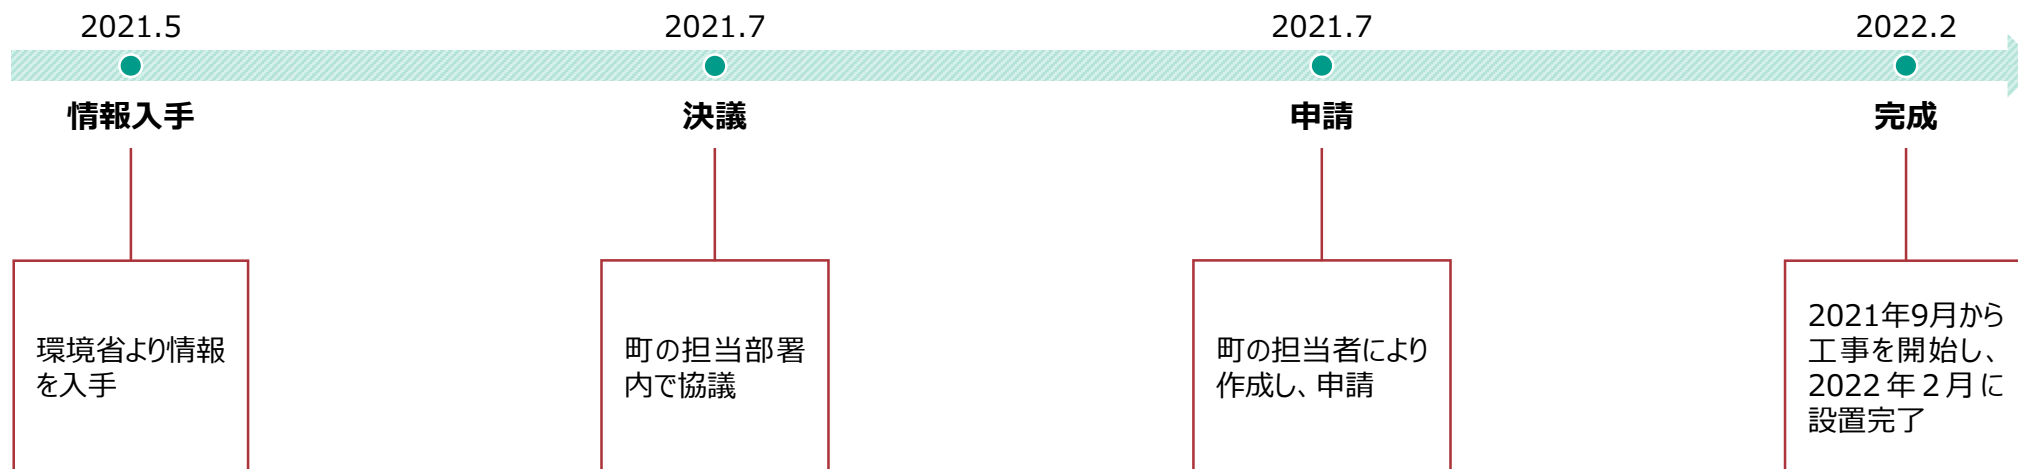 2021.5
2021.7
2021.7
2022.2
情報入手
決議
申請
完成
環境省より情報
を入手
町の担当部署
内で協議
町の担当者により
作成し、申請
2021年9月から
工事を開始し、
2022年2月に
設置完了